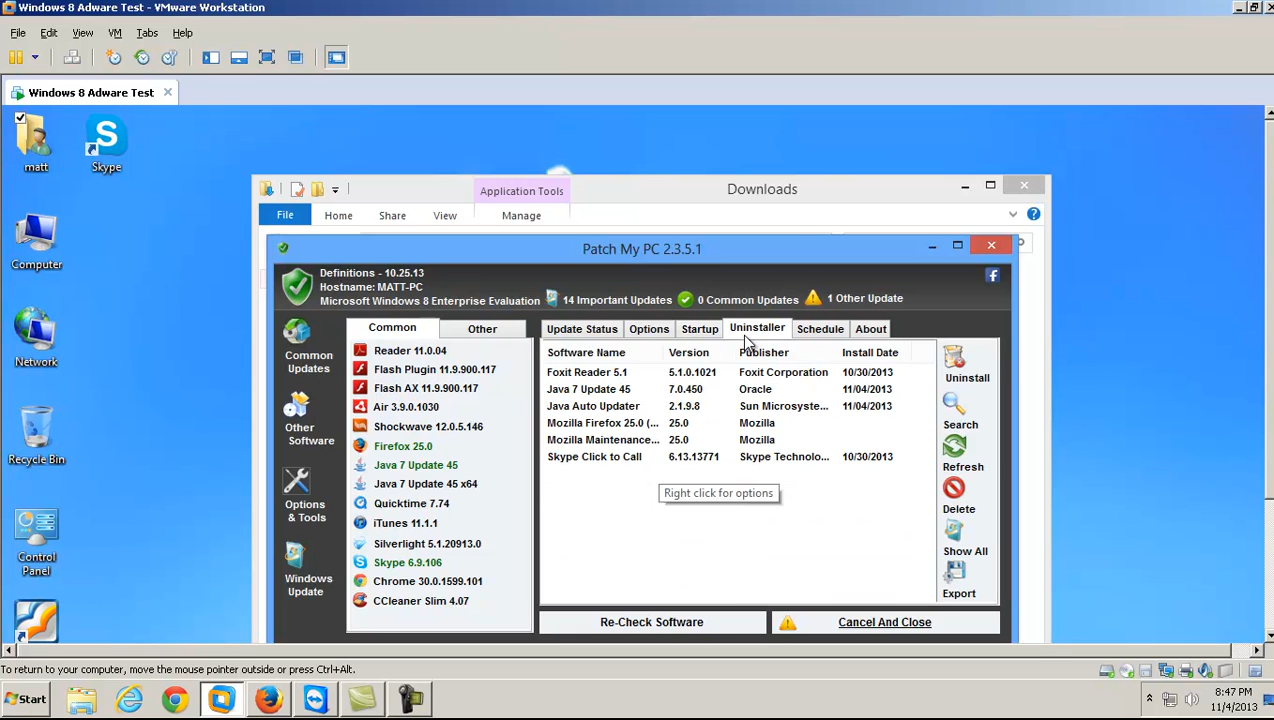 Windows 8 Adware Test - VMware Workstation
File Edit View VM Tabs Help
Windows 8 Adware Test
matt
Skype
Computer
Network
Recycle Bin
Control
Panel
Application Tools
Downloads
File Home Share View Manage
Patch My PC 2.3.5.1
Definitions - 10.25.13
Hostname: MATT-PC
Microsoft Windows 8 Enterprise Evaluation
14 Important Updates
0 Common Updates
1 Other Update
Common
Updates
Other
Software
Options
& Tools
Windows
Update
Common Other
Reader 11.0.04
Flash Plugin 11.9.900.117
Flash AX 11.9.900.117
Air 3.9.0.1030
Shockwave 12.0.5.146
Firefox 25.0
Java 7 Update 45
Java 7 Update 45 x64
Quicktime 7.74
iTunes 11.1.1
Silverlight 5.1.20913.0
Skype 6.9.106
Chrome 30.0.1599.101
CCleaner Slim 4.07
Update Status Options Startup Uninstaller Schedule About
Software Name Version Publisher Install Date
Foxit Reader 5.1 5.1.0.1021 Foxit Corporation 10/30/2013
Java 7 Update 45 7.0.450 Oracle 11/04/2013
Java Auto Updater 2.1.9.8 Sun Microsyste... 11/04/2013
Mozilla Firefox 25.0 (... 25.0 Mozilla
Mozilla Maintenance... 25.0 Mozilla
Skype Click to Call 6.13.13771 Skype Technolo... 10/30/2013
Right click for options
Uninstall
Search
Refresh
Delete
Show All
Export
Re-Check Software
Cancel And Close
To return to your computer, move the mouse pointer outside or press Ctrl+Alt.
Start
8:47 PM
11/4/2013